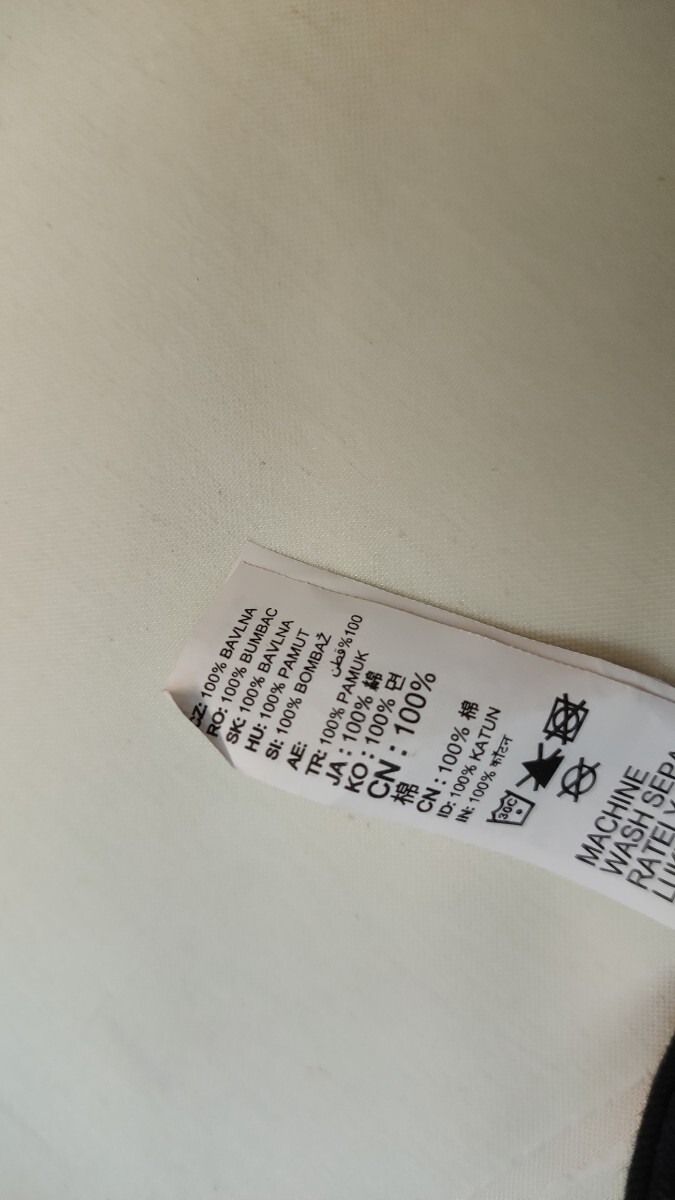 CZ: 100% BAVLNA
RO: 100% BUMBAC
SK: 100% BAVLNA
HU: 100% PAMUT
SI: 100% BOMBAŽ
AE: قطن %100
TR: 100% PAMUK
JA : 100% 綿
KO : 100% 면
CN : 100%
棉
CN : 100% 棉
ID: 100% KATUN
IN: 100% कॉटन
30C
MACHINE
WASH SEPA
RATELY